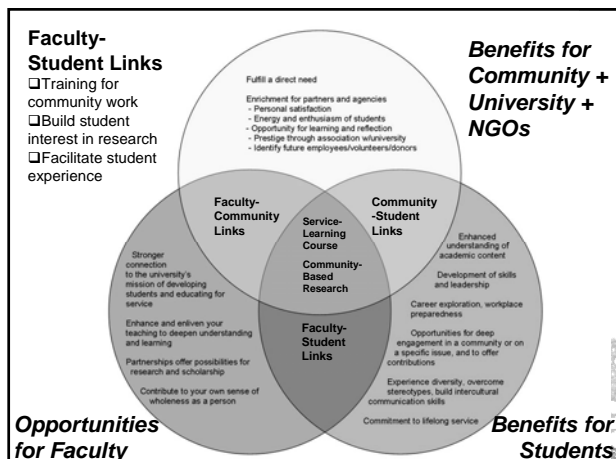 Faculty-
Student Links
❑Training for
community work
❑Build student
interest in research
❑Facilitate student
experience
Benefits for
Community +
University +
NGOs
Fulfill a direct need
Enrichment for partners and agencies
- Personal satisfaction
- Energy and enthusiasm of students
- Opportunity for learning and reflection
- Prestige through association w/university
- Identify future employees/volunteers/donors
Faculty-
Community
Links
Service-
Learning
Course
Community-
Based
Research
Community
-Student
Links
Stronger
connection
to the university's
mission of developing
students and educating for
service
Enhance and enliven your
teaching to deepen understanding
and learning
Partnerships offer possibilities for
research and scholarship
Contribute to your own sense of
wholeness as a person
Faculty-
Student
Links
Enhanced
understanding of
academic content
Development of skills
and leadership
Career exploration, workplace
preparedness
Opportunities for deep
engagement in a community or on
a specific issue, and to offer
contributions
Experience diversity, overcome
stereotypes, build intercultural
communication skills
Commitment to lifelong service
Opportunities
for Faculty
Benefits for
Students